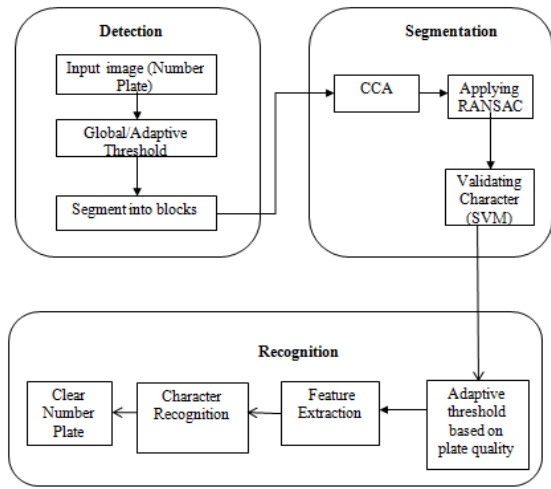 Detection
Input image (Number
Plate)
Global/Adaptive
Threshold
Segment into blocks
Segmentation
CCA
Applying
RANSAC
Validating
Character
(SVM)
Recognition
Adaptive
threshold
based on
plate quality
Feature
Extraction
Character
Recognition
Clear
Number
Plate